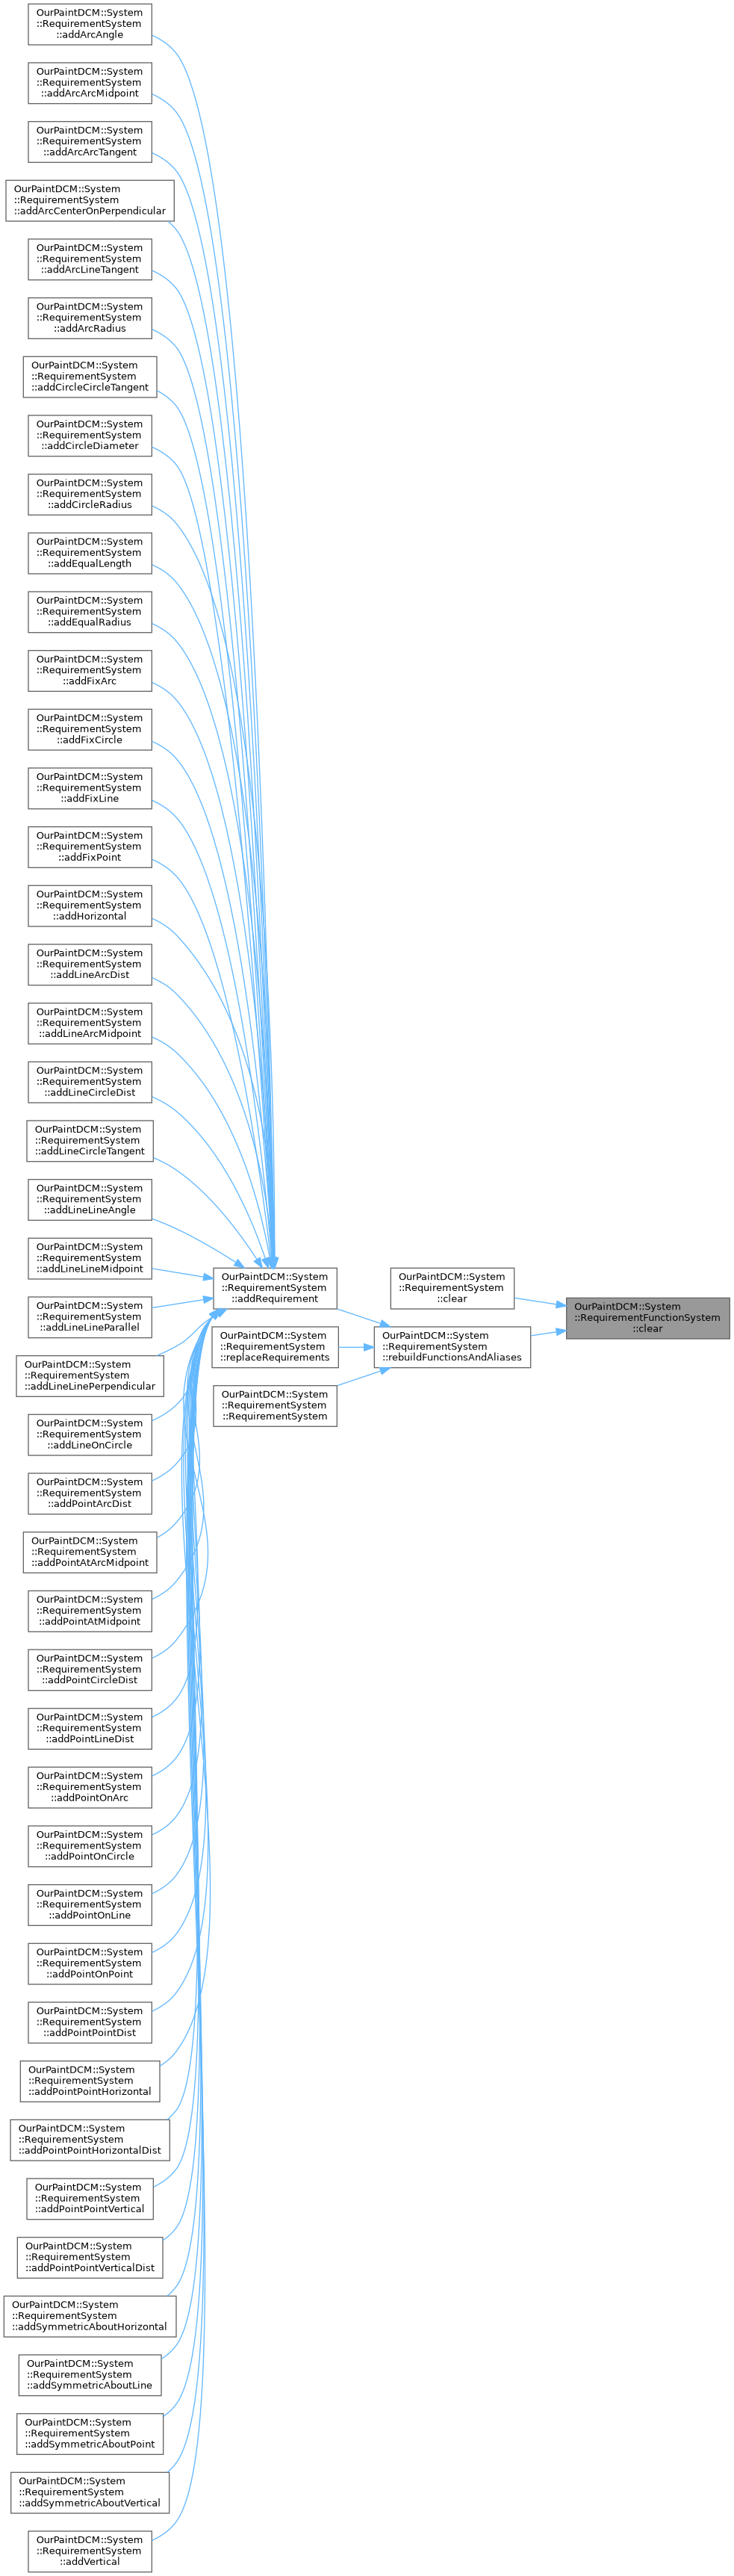 OurPaintDCM::System
::RequirementSystem
::addArcAngle
OurPaintDCM::System
::RequirementSystem
::addArcArcMidpoint
OurPaintDCM::System
::RequirementSystem
::addArcArcTangent
OurPaintDCM::System
::RequirementSystem
::addArcCenterOnPerpendicular
OurPaintDCM::System
::RequirementSystem
::addArcLineTangent
OurPaintDCM::System
::RequirementSystem
::addArcRadius
OurPaintDCM::System
::RequirementSystem
::addCircleCircleTangent
OurPaintDCM::System
::RequirementSystem
::addCircleDiameter
OurPaintDCM::System
::RequirementSystem
::addCircleRadius
OurPaintDCM::System
::RequirementSystem
::addEqualLength
OurPaintDCM::System
::RequirementSystem
::addEqualRadius
OurPaintDCM::System
::RequirementSystem
::addFixArc
OurPaintDCM::System
::RequirementSystem
::addFixCircle
OurPaintDCM::System
::RequirementSystem
::addFixLine
OurPaintDCM::System
::RequirementSystem
::addFixPoint
OurPaintDCM::System
::RequirementSystem
::addHorizontal
OurPaintDCM::System
::RequirementSystem
::addLineArcDist
OurPaintDCM::System
::RequirementSystem
::addLineArcMidpoint
OurPaintDCM::System
::RequirementSystem
::addLineCircleDist
OurPaintDCM::System
::RequirementSystem
::addLineCircleTangent
OurPaintDCM::System
::RequirementSystem
::addLineLineAngle
OurPaintDCM::System
::RequirementSystem
::addLineLineMidpoint
OurPaintDCM::System
::RequirementSystem
::addLineLineParallel
OurPaintDCM::System
::RequirementSystem
::addLineLinePerpendicular
OurPaintDCM::System
::RequirementSystem
::addLineOnCircle
OurPaintDCM::System
::RequirementSystem
::addPointArcDist
OurPaintDCM::System
::RequirementSystem
::addPointAtArcMidpoint
OurPaintDCM::System
::RequirementSystem
::addPointAtMidpoint
OurPaintDCM::System
::RequirementSystem
::addPointCircleDist
OurPaintDCM::System
::RequirementSystem
::addPointLineDist
OurPaintDCM::System
::RequirementSystem
::addPointOnArc
OurPaintDCM::System
::RequirementSystem
::addPointOnCircle
OurPaintDCM::System
::RequirementSystem
::addPointOnLine
OurPaintDCM::System
::RequirementSystem
::addPointOnPoint
OurPaintDCM::System
::RequirementSystem
::addPointPointDist
OurPaintDCM::System
::RequirementSystem
::addPointPointHorizontal
OurPaintDCM::System
::RequirementSystem
::addPointPointHorizontalDist
OurPaintDCM::System
::RequirementSystem
::addPointPointVertical
OurPaintDCM::System
::RequirementSystem
::addPointPointVerticalDist
OurPaintDCM::System
::RequirementSystem
::addSymmetricAboutHorizontal
OurPaintDCM::System
::RequirementSystem
::addSymmetricAboutLine
OurPaintDCM::System
::RequirementSystem
::addSymmetricAboutPoint
OurPaintDCM::System
::RequirementSystem
::addSymmetricAboutVertical
OurPaintDCM::System
::RequirementSystem
::addVertical
OurPaintDCM::System
::RequirementSystem
::addRequirement
OurPaintDCM::System
::RequirementSystem
::replaceRequirements
OurPaintDCM::System
::RequirementSystem
::RequirementSystem
OurPaintDCM::System
::RequirementSystem
::clear
OurPaintDCM::System
::RequirementSystem
::rebuildFunctionsAndAliases
OurPaintDCM::System
::RequirementFunctionSystem
::clear